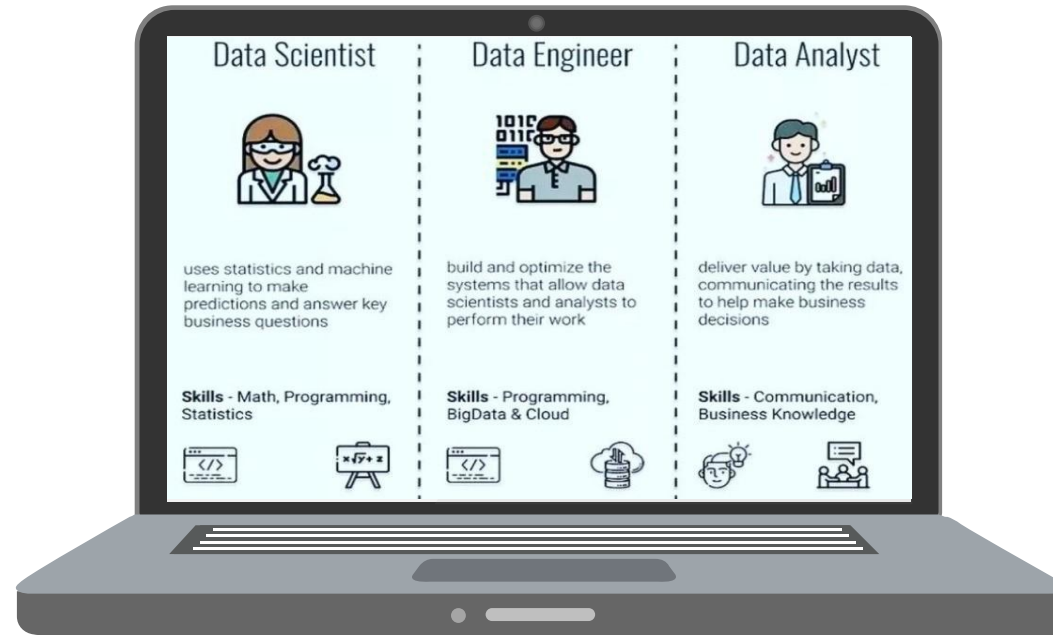 Data Scientist
uses statistics and machine
learning to make
predictions and answer key
business questions
Skills - Math, Programming,
Statistics
</>
x√y+z
Data Engineer
1010
0111
build and optimize the
systems that allow data
scientists and analysts to
perform their work
Skills - Programming,
BigData & Cloud
</>
Data Analyst
deliver value by taking data,
communicating the results
to help make business
decisions
Skills - Communication,
Business Knowledge